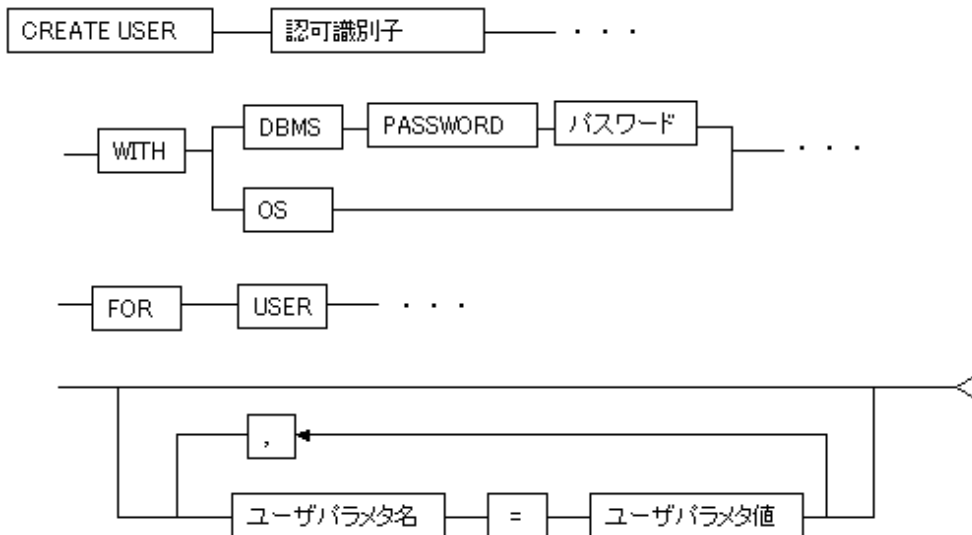 CREATE USER 認可識別子 ・・・
DBMS PASSWORD パスワード
WITH ・・・
OS
FOR USER ・・・
,
ユーザパラメタ名 = ユーザパラメタ値